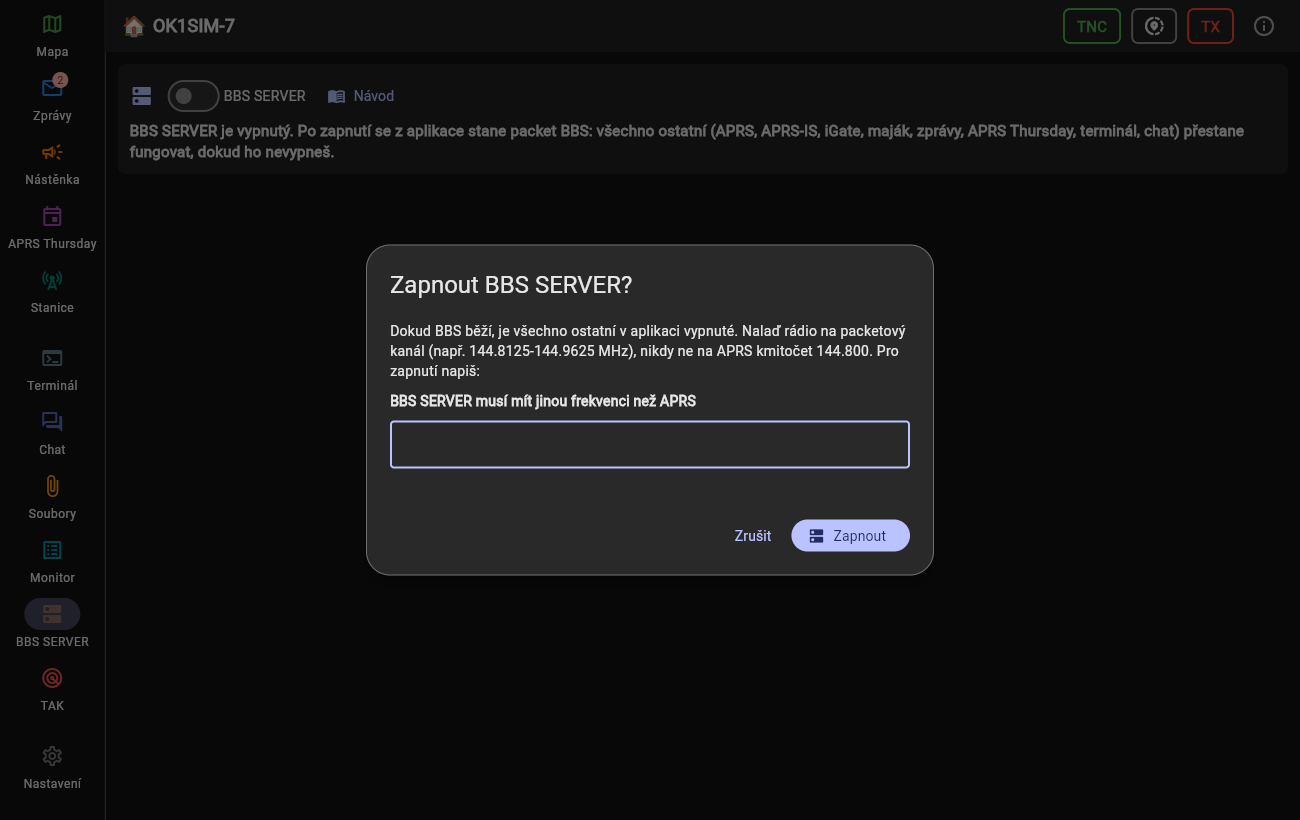 Mapa
2
Zprávy
Nástěnka
APRS Thursday
Stanice
Terminál
Chat
Soubory
Monitor
BBS SERVER
TAK
Nastavení
OK1SIM-7
TNC
TX
BBS SERVER
Návod
BBS SERVER je vypnutý. Po zapnutí se z aplikace stane packet BBS: všechno ostatní (APRS, APRS-IS, iGate, maják, zprávy, APRS Thursday, terminál, chat) přestane
fungovat, dokud ho nevypneš.
Zapnout BBS SERVER?
Dokud BBS běží, je všechno ostatní v aplikaci vypnuté. Nalaď rádio na packetový
kanál (např. 144.8125-144.9625 MHz), nikdy ne na APRS kmitočet 144.800. Pro
zapnutí napiš:
BBS SERVER musí mít jinou frekvenci než APRS
Zrušit
Zapnout